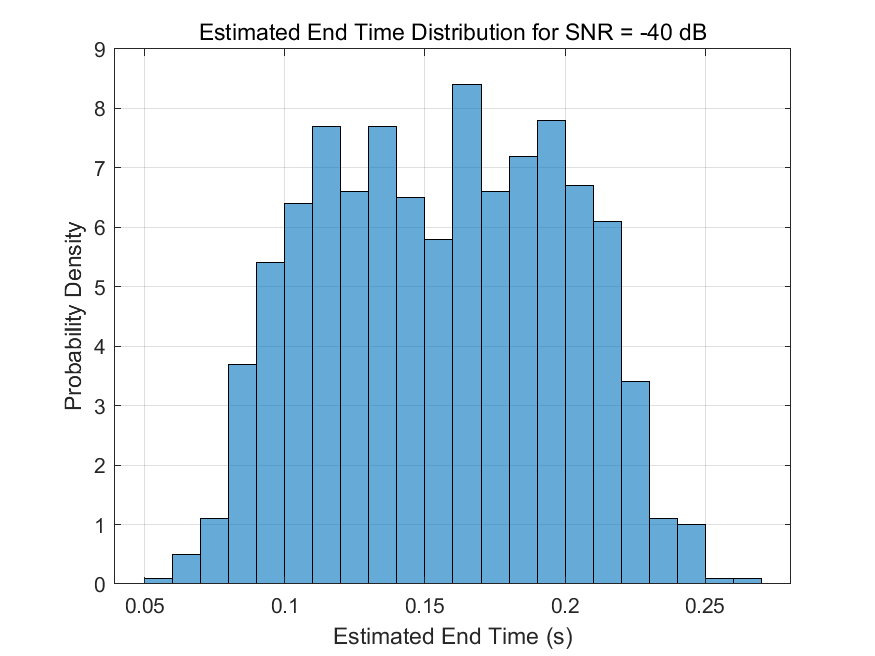 Estimated End Time Distribution for SNR = -40 dB
9
8
7
6
5
4
3
2
1
0
Probability Density
0.05 0.1 0.15 0.2 0.25
Estimated End Time (s)